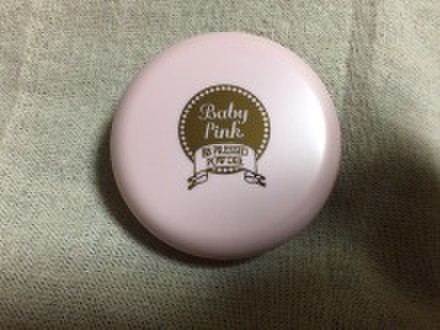 Baby
Pink
BB PRESSED
POWDER